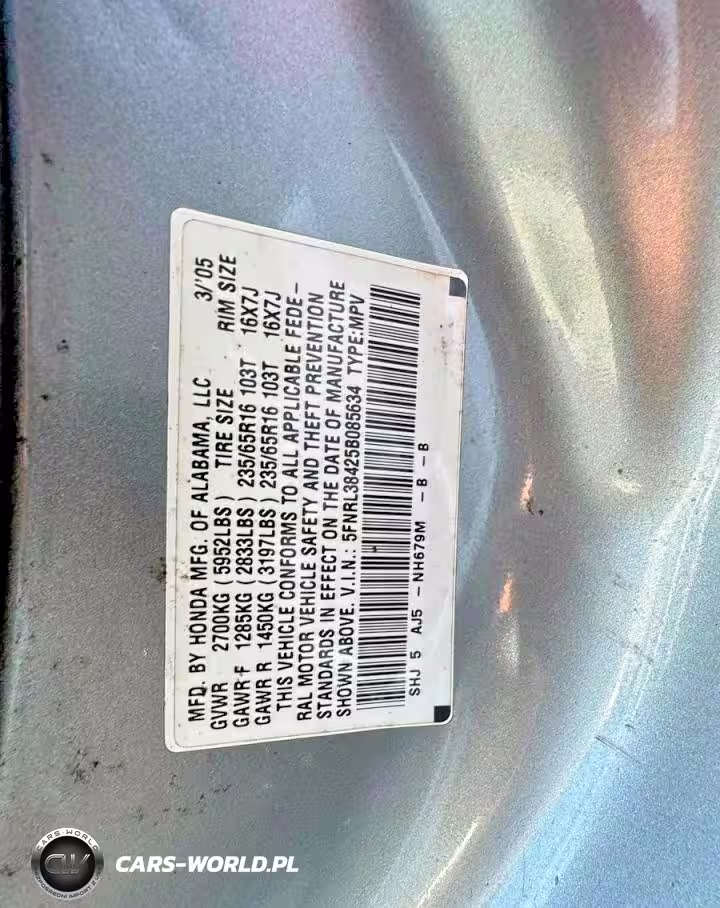 MFD. BY HONDA MFG. OF ALABAMA, LLC 3/'05
GVWR 2700KG (5952LBS) TIRE SIZE RIM SIZE
GAWR F 1285KG (2833LBS) 235/65R16 103T 16X7J
GAWR R 1450KG (3197LBS) 235/65R16 103T 16X7J
THIS VEHICLE CONFORMS TO ALL APPLICABLE FEDE-
RAL MOTOR VEHICLE SAFETY AND THEFT PREVENTION
STANDARDS IN EFFECT ON THE DATE OF MANUFACTURE
SHOWN ABOVE. V.I.N.: 5FNRL38425B085634 TYPE:MPV
SHJ 5 AJ5 - NH679M - B - B
CARS-WORLD
CW
CARS-WORLD.PL